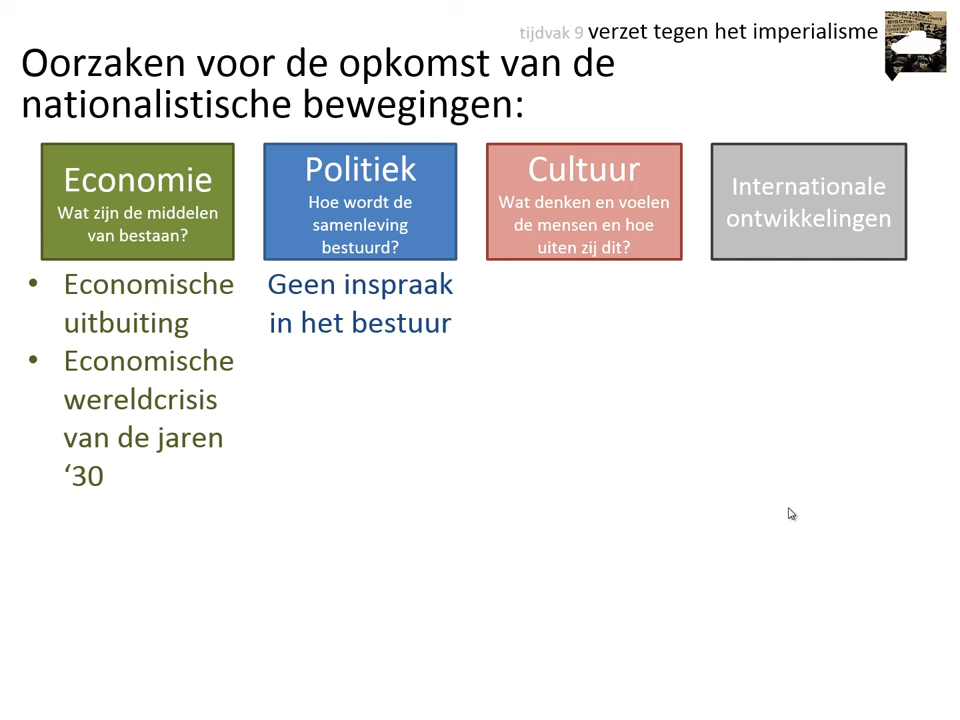 tijdvak 9 verzet tegen het imperialisme
Oorzaken voor de opkomst van de
nationalistische bewegingen:
Economie
Wat zijn de middelen
van bestaan?
Politiek
Hoe wordt de
samenleving
bestuurd?
Cultuur
Wat denken en voelen
de mensen en hoe
uiten zij dit?
Internationale
ontwikkelingen
• Economische
uitbuiting
• Economische
wereldcrisis
van de jaren
‘30
Geen inspraak
in het bestuur